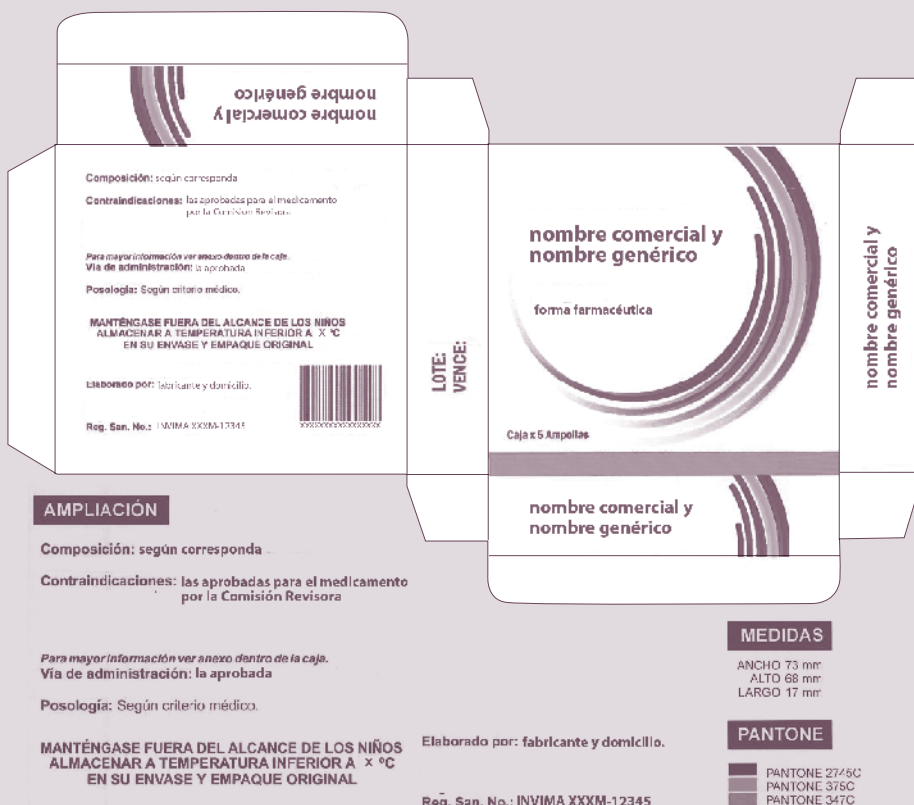 nombre comercial y
nombre genérico
Composición: según corresponda
Contraindicaciones: las aprobadas para el medicamento
por la Comisión Revisora
Para mayor información ver anexo dentro de la caja.
Vía de administración: la aprobada
Posología: Según criterio médico.
MANTÉNGASE FUERA DEL ALCANCE DE LOS NIÑOS
ALMACENAR A TEMPERATURA INFERIOR A X ºC
EN SU ENVASE Y EMPAQUE ORIGINAL
Elaborado por: fabricante y domicilio.
Reg. San. No.: INVIMA XXXM-12345
XXXXXXXXXXXXXXXXX
LOTE:
VENCE:
nombre comercial y
nombre genérico
forma farmacéutica
Caja x 5 Ampollas
nombre comercial y
nombre genérico
nombre comercial y
nombre genérico
AMPLIACIÓN
Composición: según corresponda
Contraindicaciones: las aprobadas para el medicamento
por la Comisión Revisora
Para mayor información ver anexo dentro de la caja.
Vía de administración: la aprobada
Posología: Según criterio médico.
MANTÉNGASE FUERA DEL ALCANCE DE LOS NIÑOS
ALMACENAR A TEMPERATURA INFERIOR A X ºC
EN SU ENVASE Y EMPAQUE ORIGINAL
Elaborado por: fabricante y domicilio.
Reg. San. No.: INVIMA XXXM-12345
MEDIDAS
ANCHO 73 mm
ALTO 68 mm
LARGO 17 mm
PANTONE
PANTONE 2745C
PANTONE 375C
PANTONE 347C